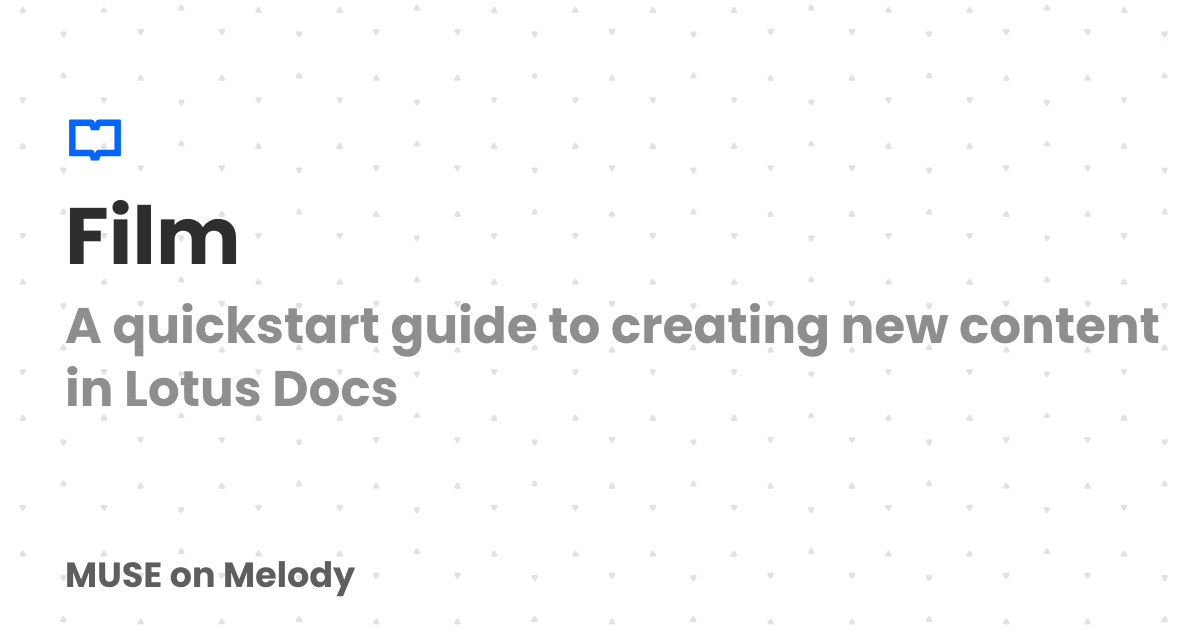 Film
A quickstart guide to creating new content
in Lotus Docs
MUSE on Melody